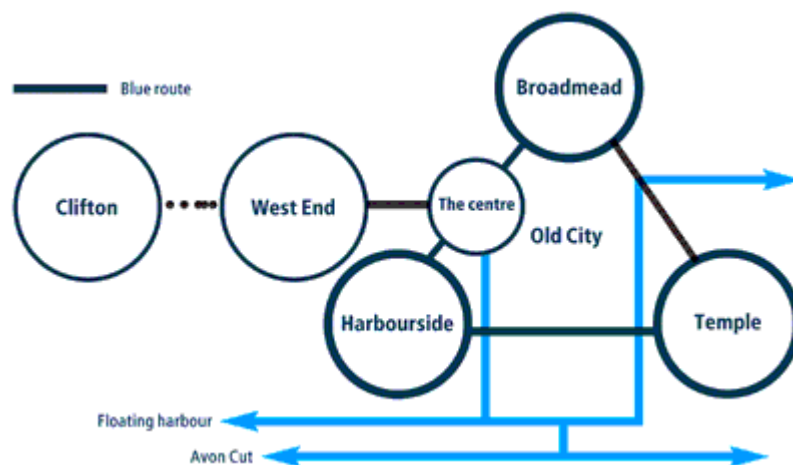 Broadmead
Blue route
Clifton
West End
The centre
Old City
Harbourside
Temple
Floating harbour
Avon Cut